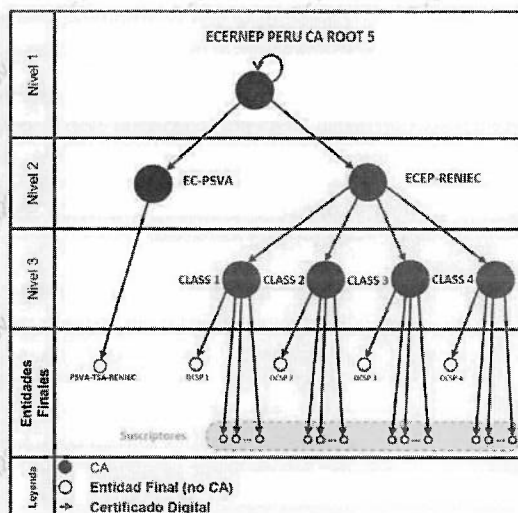 ECERNEP PERU CA ROOT 5
Nivel 1
EC-PSVA
ECEP-RENIEC
Nivel 2
CLASS 1
CLASS 2
CLASS 3
CLASS 4
Nivel 3
PSVA-TSA-RENIEC
OCSP 1
OCSP 2
OCSP 3
OCSP 4
Entidades Finales
Suscriptores
... ... ... ...
Leyenda
CA
Entidad Final (no CA)
Certificado Digital